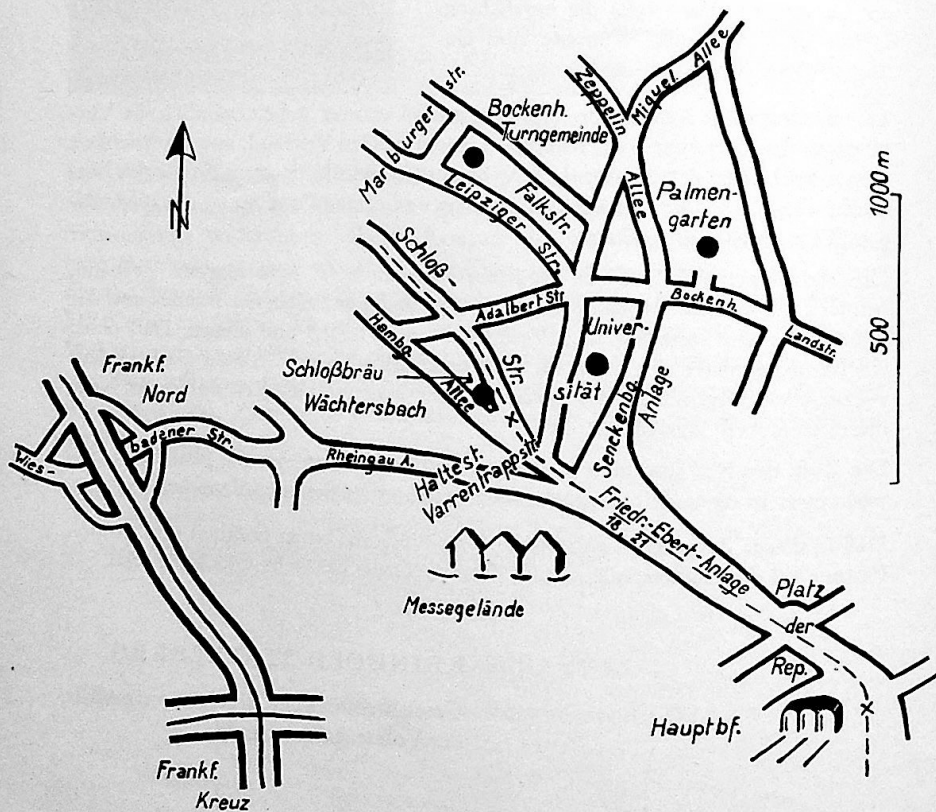 Zeppelin
Allee
Miquel. Allee
Marburger str.
Bockenh.
Turngemeinde
Leipziger Str.
Falkstr.
Palmen-
garten
N
1000 m
500
Schloß-
Str.
Adalbert Str
Bockenh.
Landstr.
Hambg.
Allee
Univer-
sität
Senckenbg.
Anlage
Schloßbräu
Wächtersbach
Frankf.
Nord
Wies-
badener Str.
Rheingau A.
Haltest.
Varrentrappstr.
Friedr.-Ebert-Anlage
18, 21
Messegelände
Platz
der
Rep.
Hauptbf.
Frankf.
Kreuz